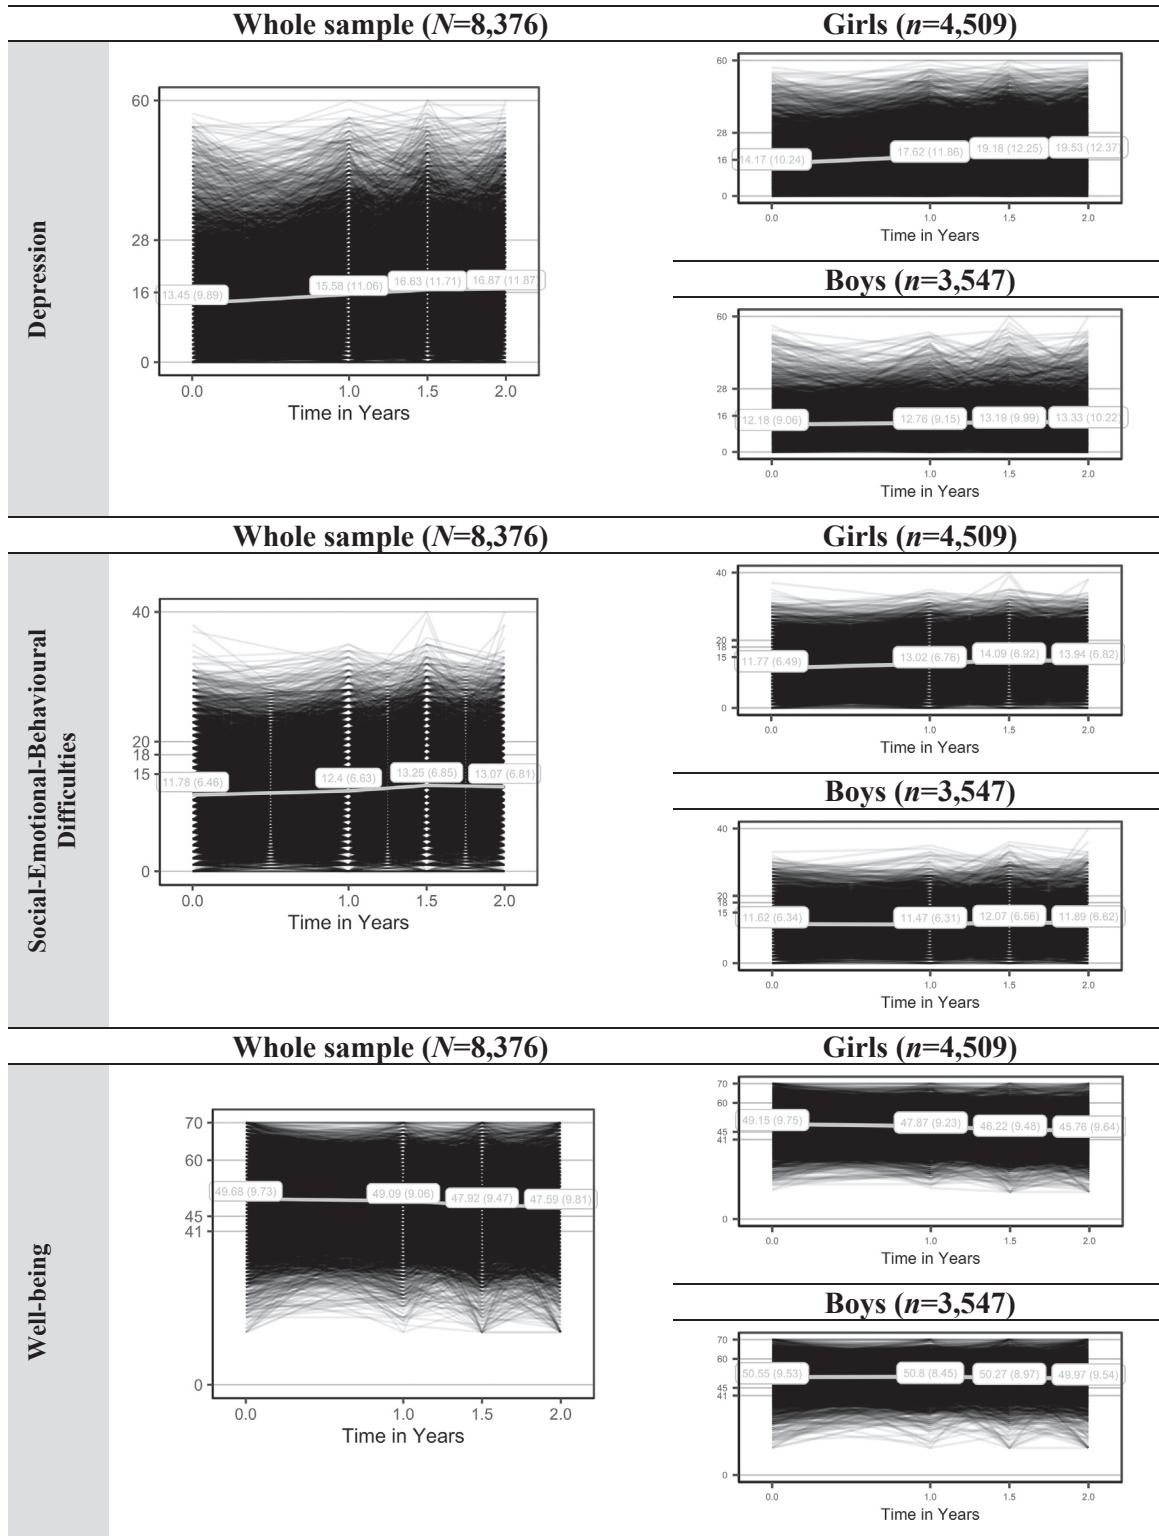 Whole sample (N=8,376)
Girls (n=4,509)
Depression
60
28
16
0
13.45 (9.89)
15.58 (11.06)
16.63 (11.71)
16.87 (11.87)
0.0 1.0 1.5 2.0
Time in Years
60
28
16
0
14.17 (10.24)
17.62 (11.86)
19.18 (12.25)
19.53 (12.37)
0.0 1.0 1.5 2.0
Time in Years
Boys (n=3,547)
60
28
16
0
12.18 (9.06)
12.76 (9.15)
13.19 (9.99)
13.33 (10.22)
0.0 1.0 1.5 2.0
Time in Years
Whole sample (N=8,376)
Girls (n=4,509)
Social-Emotional-Behavioural
Difficulties
40
20
18
15
0
11.78 (6.46)
12.4 (6.63)
13.25 (6.85)
13.07 (6.81)
0.0 1.0 1.5 2.0
Time in Years
40
20
18
15
0
11.77 (6.49)
13.02 (6.76)
14.09 (6.92)
13.94 (6.82)
0.0 1.0 1.5 2.0
Time in Years
Boys (n=3,547)
40
20
18
15
0
11.62 (6.34)
11.47 (6.31)
12.07 (6.56)
11.89 (6.62)
0.0 1.0 1.5 2.0
Time in Years
Whole sample (N=8,376)
Girls (n=4,509)
Well-being
70
60
45
41
0
49.68 (9.73)
49.09 (9.06)
47.92 (9.47)
47.59 (9.81)
0.0 1.0 1.5 2.0
Time in Years
70
60
45
41
0
49.15 (9.75)
47.87 (9.23)
46.22 (9.48)
45.76 (9.64)
0.0 1.0 1.5 2.0
Time in Years
Boys (n=3,547)
70
60
45
41
0
50.55 (9.53)
50.8 (8.45)
50.27 (8.97)
49.97 (9.54)
0.0 1.0 1.5 2.0
Time in Years